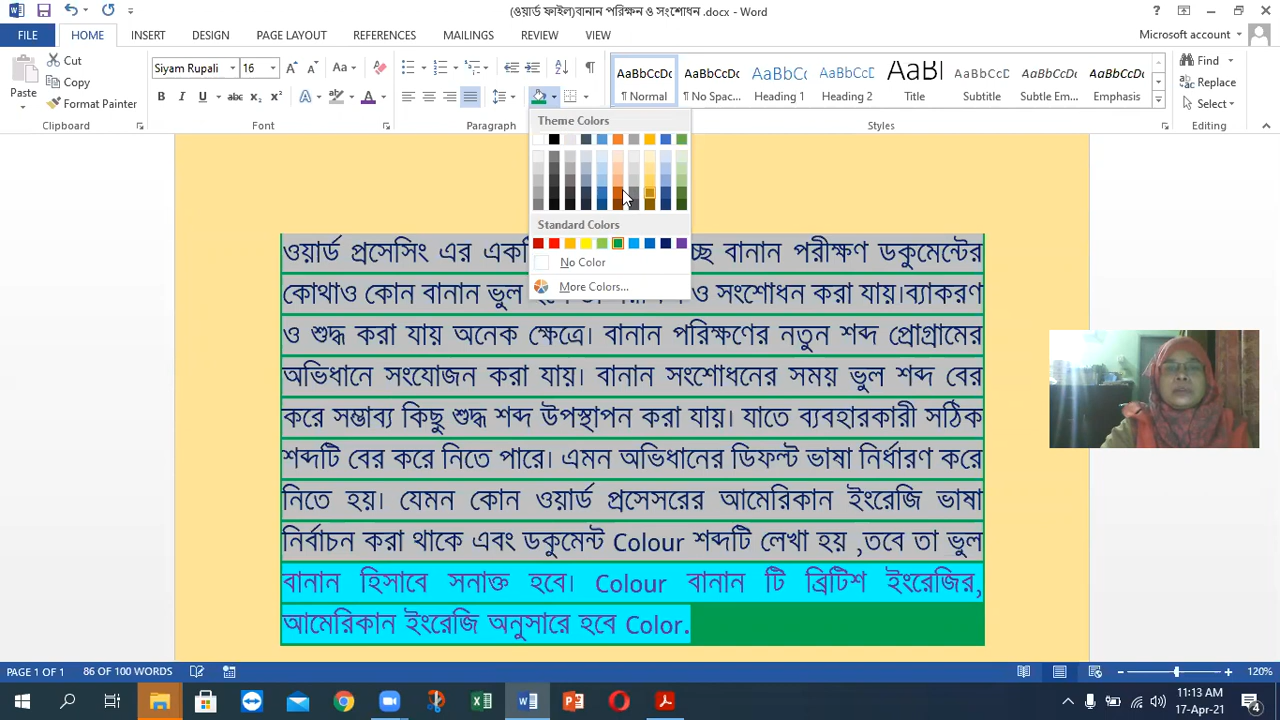 (ওয়ার্ড ফাইল)বানান পরিক্ষন ও সংশোধন .docx - Word
FILE HOME INSERT DESIGN PAGE LAYOUT REFERENCES MAILINGS REVIEW VIEW Microsoft account
Paste Cut Copy Format Painter
Siyam Rupali 16
Clipboard Font Paragraph Styles Editing
AaBbCcDc AaBbCcDc AaBbCc AaBbCcD AaBl AaBbCcD AaBbCcDc AaBbCcDc
¶ Normal ¶ No Spac... Heading 1 Heading 2 Title Subtitle Subtle Em... Emphasis
Find
Replace
Select
Theme Colors
Standard Colors
No Color
More Colors...
ওয়ার্ড প্রসেসিং এর বানান পরীক্ষণ ডকুমেন্টের
কোথাও কোন বানান ভুল ও সংশোধন করা যায়।ব্যাকরণ
ও শুদ্ধ করা যায় অনেক ক্ষেত্রে। বানান পরিক্ষণের নতুন শব্দ প্রোগ্রামের
অভিধানে সংযোজন করা যায়। বানান সংশোধনের সময় ভুল শব্দ বের
করে সম্ভাব্য কিছু শুদ্ধ শব্দ উপস্থাপন করা যায়। যাতে ব্যবহারকারী সঠিক
শব্দটি বের করে নিতে পারে। এমন অভিধানের ডিফল্ট ভাষা নির্ধারণ করে
নিতে হয়। যেমন কোন ওয়ার্ড প্রসেসরের আমেরিকান ইংরেজি ভাষা
নির্বাচন করা থাকে এবং ডকুমেন্ট Colour শব্দটি লেখা হয় ,তবে তা ভুল
বানান হিসাবে সনাক্ত হবে। Colour বানান টি ব্রিটিশ ইংরেজির,
আমেরিকান ইংরেজি অনুসারে হবে Color.
PAGE 1 OF 1 86 OF 100 WORDS 120%
11:13 AM
17-Apr-21